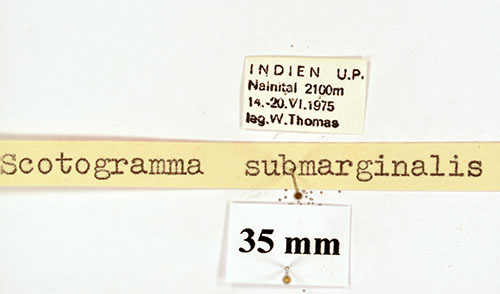 INDIEN U.P.
Nainital 2100m
14.-20.VI.1975
leg.W.Thomas
Scotogramma submarginalis
35 mm